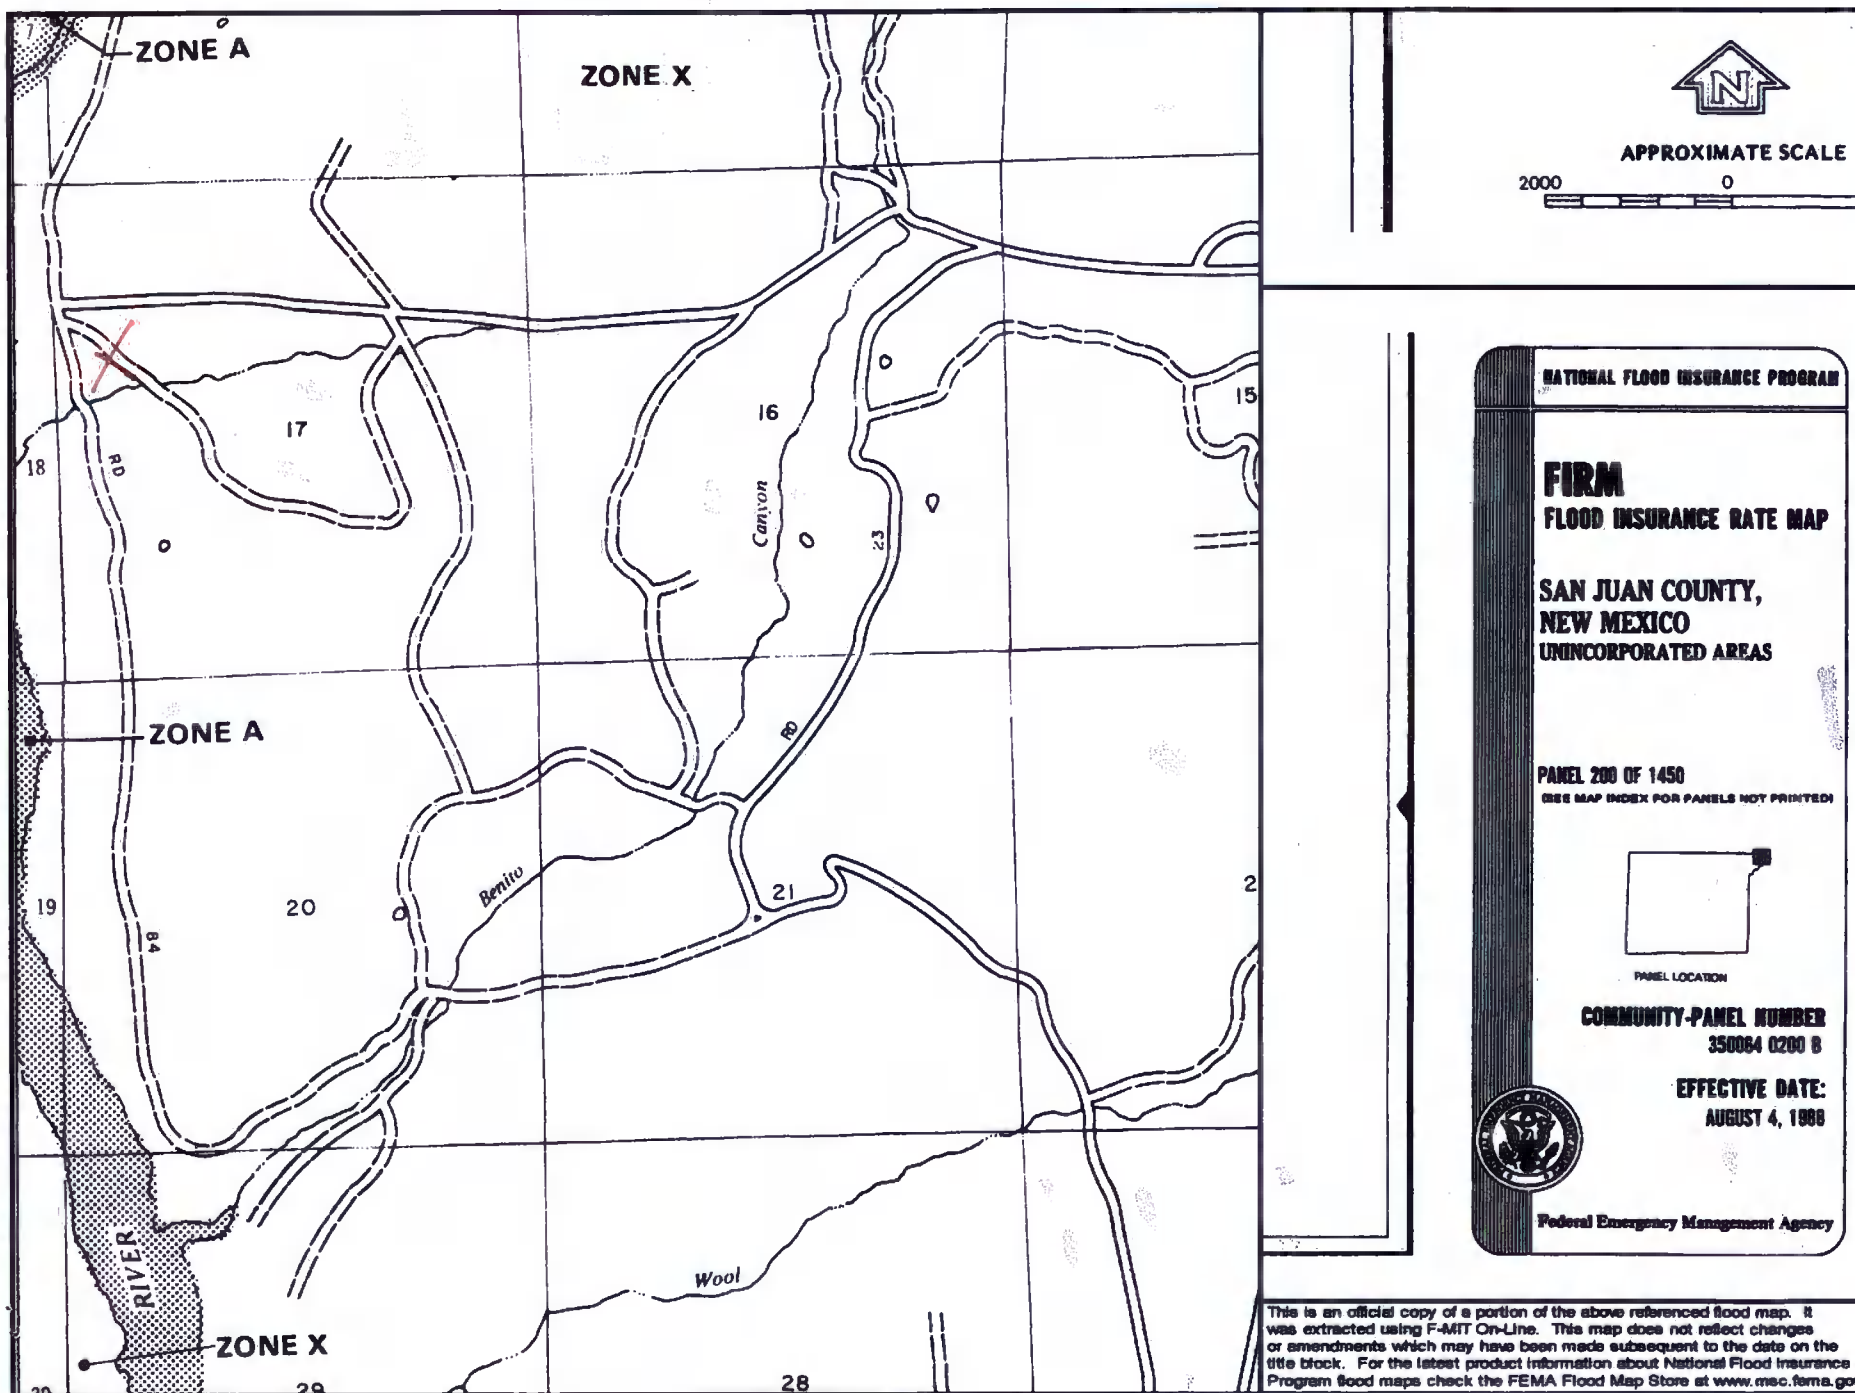 7
ZONE A
ZONE X
N
APPROXIMATE SCALE
2000 0
NATIONAL FLOOD INSURANCE PROGRAM
FIRM
FLOOD INSURANCE RATE MAP
SAN JUAN COUNTY,
NEW MEXICO
UNINCORPORATED AREAS
PANEL 200 OF 1450
(SEE MAP INDEX FOR PANELS NOT PRINTED)
PANEL LOCATION
COMMUNITY-PANEL NUMBER
350064 0200 B
EFFECTIVE DATE:
AUGUST 4, 1988
Federal Emergency Management Agency
This is an official copy of a portion of the above referenced flood map. It
was extracted using F-MIT On-Line. This map does not reflect changes
or amendments which may have been made subsequent to the date on the
title block. For the latest product information about National Flood Insurance
Program flood maps check the FEMA Flood Map Store at www.msc.fema.gov
15
16
17
18
RD
Canyon
23
RD
ZONE A
Benito
21
2
20
19
84
RIVER
Wool
ZONE X
29
28